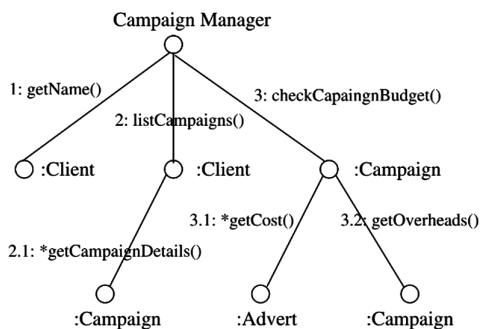 Campaign Manager
1: getName()
3: checkCapaingnBudget()
2: listCampaigns()
:Client
:Client
:Campaign
3.1: *getCost()
3.2: getOverheads()
2.1: *getCampaignDetails()
:Campaign
:Advert
:Campaign